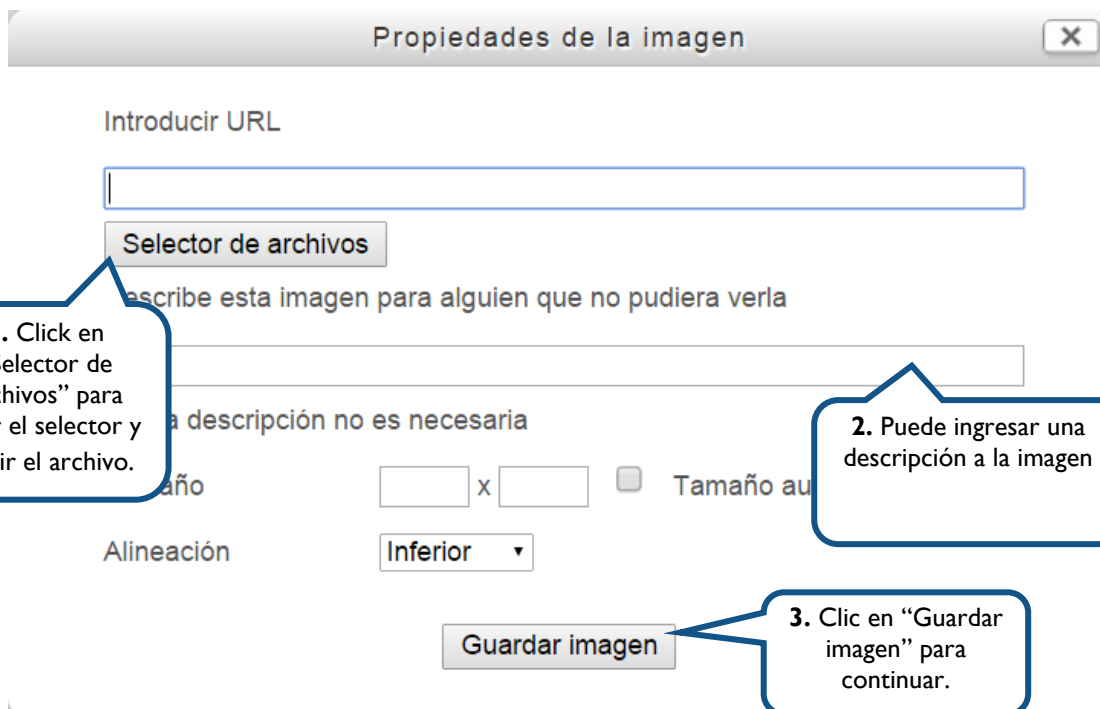 Propiedades de la imagen
Introducir URL
Selector de archivos
escribe esta imagen para alguien que no pudiera verla
. Click en
elector de
chivos” para
r el selector y
ir el archivo.
a descripción no es necesaria
2. Puede ingresar una
descripción a la imagen
año x Tamaño au
Alineación Inferior
3. Clic en “Guardar
imagen” para
continuar.
Guardar imagen